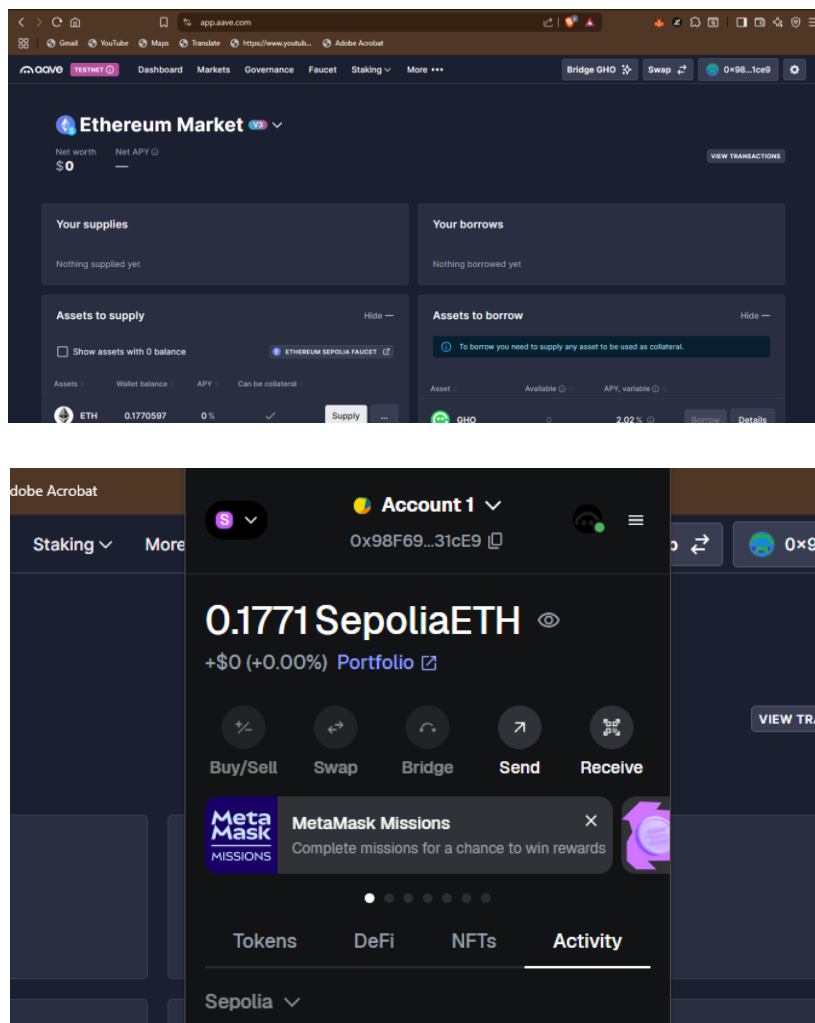 app.aave.com
Gmail YouTube Maps Translate https://www.youtub... Adobe Acrobat
aave TESTNET Dashboard Markets Governance Faucet Staking More Bridge GHO Swap 0×98...1ce9
Ethereum Market V3
Net worth Net APY
$0 —
VIEW TRANSACTIONS
Your supplies
Nothing supplied yet
Your borrows
Nothing borrowed yet
Assets to supply Hide —
Show assets with 0 balance ETHEREUM SEPOLIA FAUCET
Assets Wallet balance APY Can be collateral
ETH 0.1770597 0 % Supply ...
Assets to borrow Hide —
To borrow you need to supply any asset to be used as collateral.
Asset Available APY, variable
GHO 0 2.02 % Borrow Details
dobe Acrobat
Staking More
0×9
VIEW TR
S Account 1
0x98F69...31cE9
0.1771 SepoliaETH
+$0 (+0.00%) Portfolio
Buy/Sell Swap Bridge Send Receive
Meta
Mask
MISSIONS
MetaMask Missions
Complete missions for a chance to win rewards
Tokens DeFi NFTs Activity
Sepolia